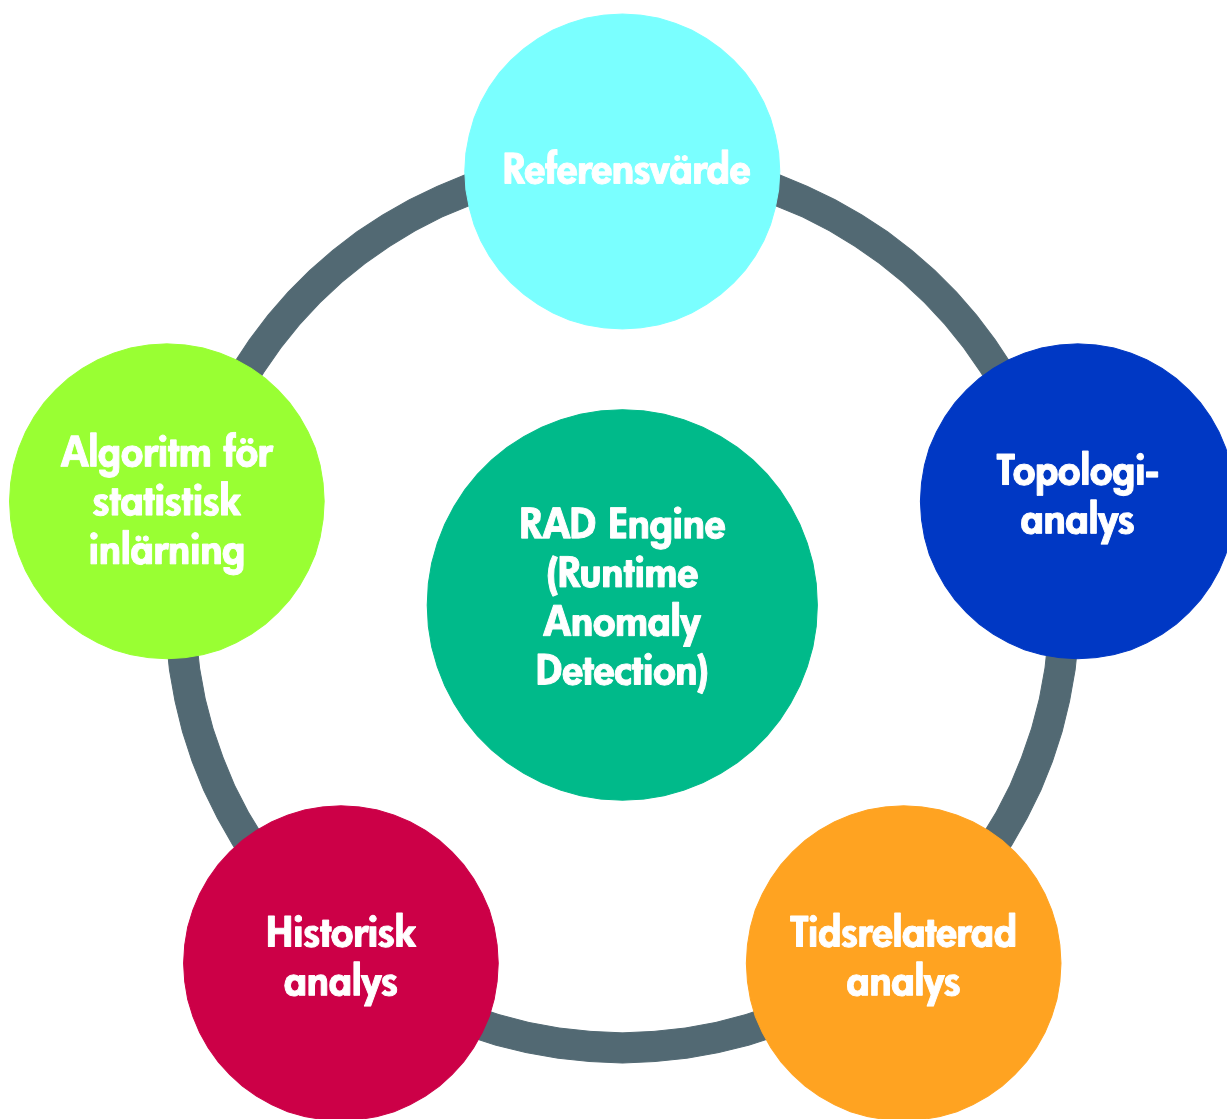 Referensvärde
Algoritm för
statistisk
inlärning
Topologi-
analys
RAD Engine
(Runtime
Anomaly
Detection)
Historisk
analys
Tidsrelaterad
analys